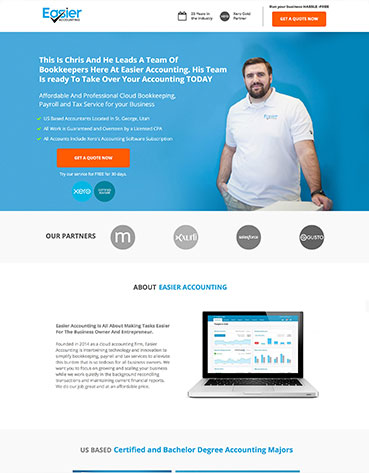 Easier
ACCOUNTING
Run your business HASSLE-FREE
GET A QUOTE NOW
This Is Chris And He Leads A Team Of
Bookkeepers Here At Easier Accounting. His Team
Is ready To Take Over Your Accounting TODAY
Affordable And Professional Cloud Bookkeeping,
Payroll and Tax Service for your Business
US Based Accountants Located in St. George, Utah
All Work is Guaranteed and Overseen by a Licensed CPA
All Accounts Include Xero's Accounting Software Subscription
GET A QUOTE NOW
Try our service for FREE for 30 days.
xero
OUR PARTNERS
m
salesforce
GUSTO
ABOUT EASIER ACCOUNTING
Easier Accounting Is All About Making Tasks Easier
For The Business Owner And Entrepreneur.
Founded in 2014 as a cloud accounting firm, Easier
Accounting is intertwining technology and innovation to
simplify bookkeeping, payroll and tax services to alleviate
this burden that is so tedious for all business owners. We
want you to focus on growing and scaling your business
while we work quietly in the background reconciling
transactions and maintaining current financial reports.
We do our job great and at an affordable price.
US BASED Certified and Bachelor Degree Accounting Majors